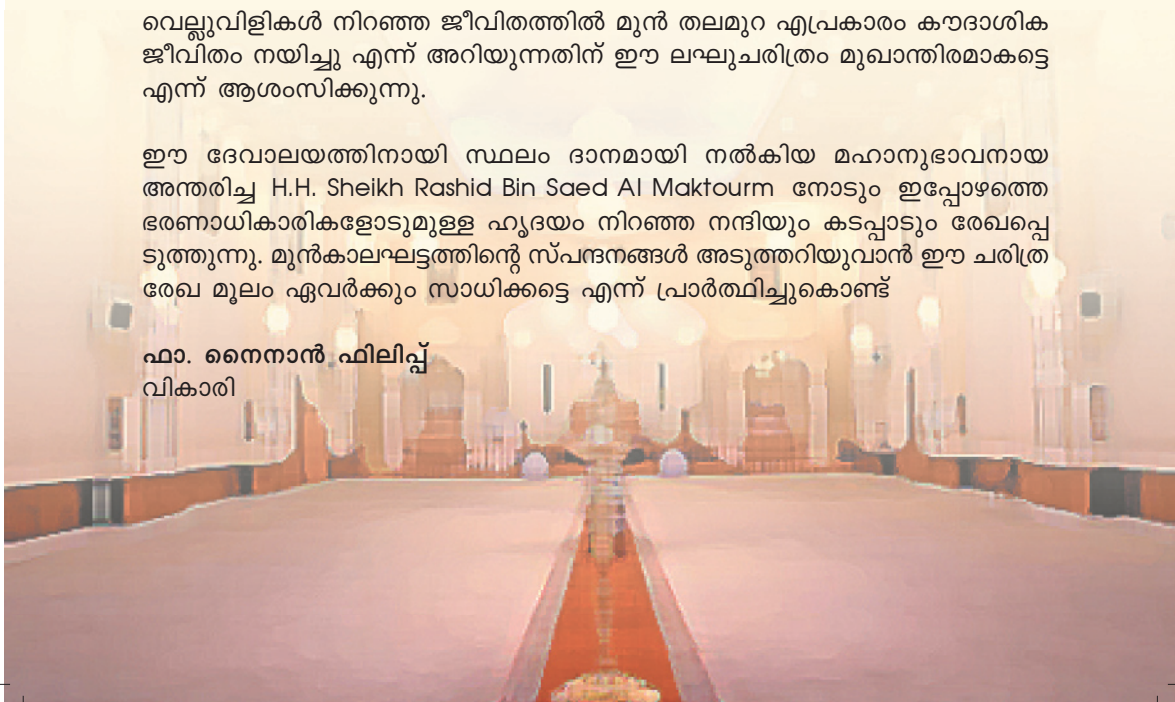 വെല്ലുവിളികൾ നിറഞ്ഞ ജീവിതത്തിൽ മുൻ തലമുറ എപ്രകാരം കൗദാശിക
ജീവിതം നയിച്ചു എന്ന് അറിയുന്നതിന് ഈ ലഘുചരിത്രം മുഖാന്തിരമാകട്ടെ
എന്ന് ആശംസിക്കുന്നു.
ഈ ദേവാലയത്തിനായി സ്ഥലം ദാനമായി നൽകിയ മഹാനുഭാവനായ
അന്തരിച്ച H.H. Sheikh Rashid Bin Saed Al Maktourm നോടും ഇപ്പോഴത്തെ
ഭരണാധികാരികളോടുമുള്ള ഹൃദയം നിറഞ്ഞ നന്ദിയും കടപ്പാടും രേഖപ്പെ
ടുത്തുന്നു. മുൻകാലഘട്ടത്തിന്റെ സ്പന്ദനങ്ങൾ അടുത്തറിയുവാൻ ഈ ചരിത്ര
രേഖ മൂലം ഏവർക്കും സാധിക്കട്ടെ എന്ന് പ്രാർത്ഥിച്ചുകൊണ്ട്
ഫാ. നൈനാൻ ഫിലിപ്പ്
വികാരി